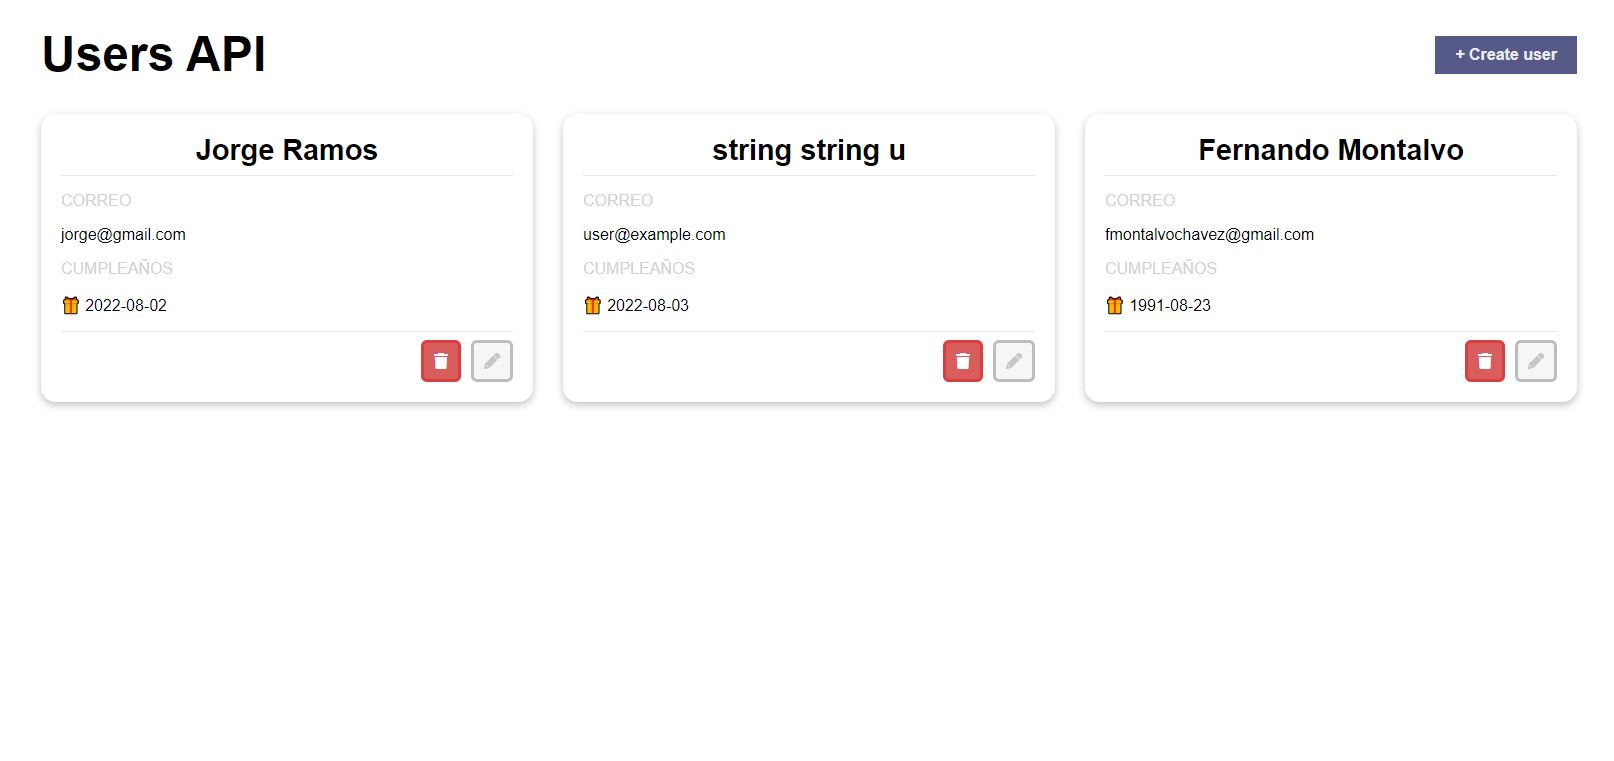 Users API
+ Create user
Jorge Ramos
CORREO
jorge@gmail.com
CUMPLEAÑOS
2022-08-02
string string u
CORREO
user@example.com
CUMPLEAÑOS
2022-08-03
Fernando Montalvo
CORREO
fmontalvochavez@gmail.com
CUMPLEAÑOS
1991-08-23